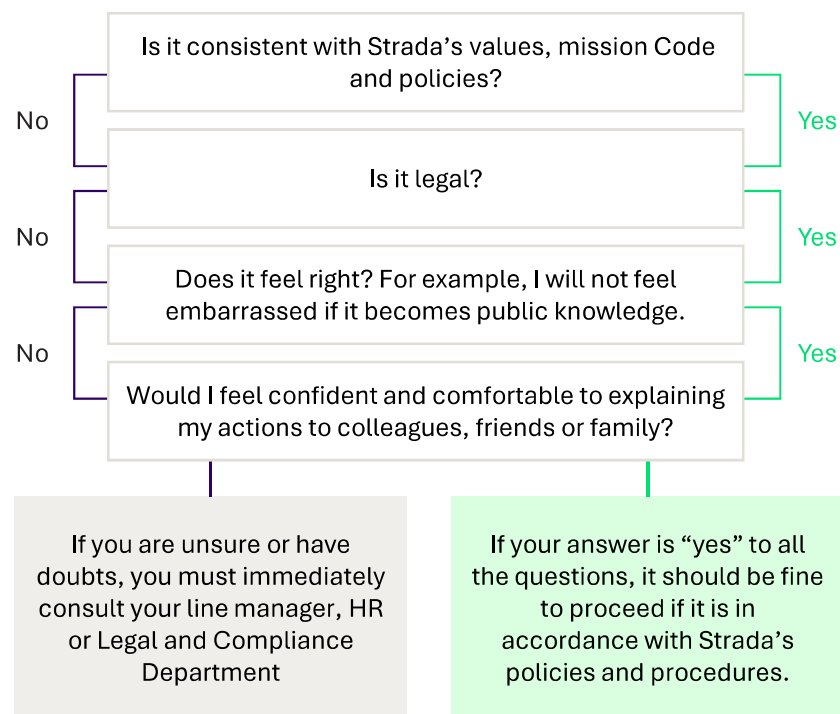 Is it consistent with Strada’s values, mission Code
and policies?
No
Yes
Is it legal?
No
Yes
Does it feel right? For example, I will not feel
embarrassed if it becomes public knowledge.
No
Yes
Would I feel confident and comfortable to explaining
my actions to colleagues, friends or family?
If you are unsure or have
doubts, you must immediately
consult your line manager, HR
or Legal and Compliance
Department
If your answer is “yes” to all
the questions, it should be fine
to proceed if it is in
accordance with Strada’s
policies and procedures.